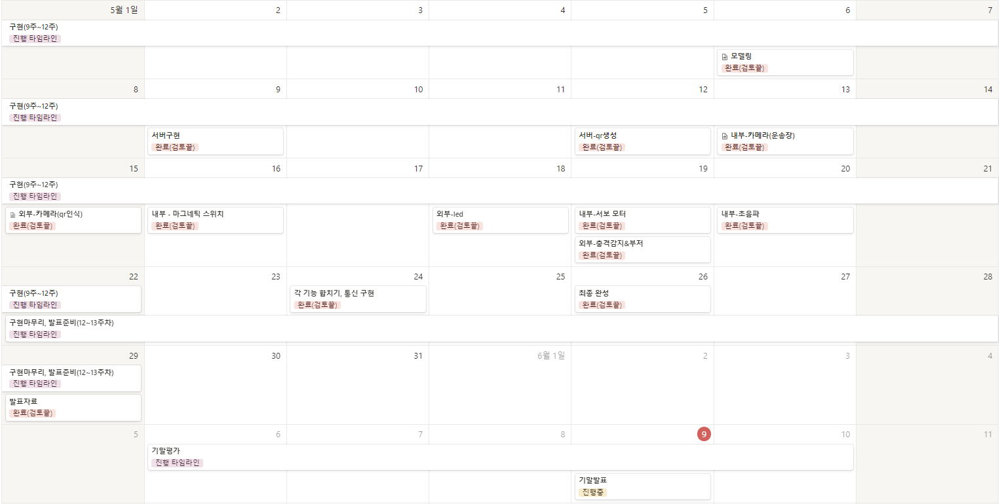 5월 1일 2 3 4 5 6 7
구현(9주~12주)
진행 타임라인
모델링
완료(검토끝)
8 9 10 11 12 13 14
구현(9주~12주)
진행 타임라인
서버구현 서버-qr생성 내부-카메라(운송장)
완료(검토끝) 완료(검토끝) 완료(검토끝)
15 16 17 18 19 20 21
구현(9주~12주)
진행 타임라인
외부-카메라(qr인식) 내부 - 마그네틱 스위치 외부-led 내부-서보 모터 내부-초음파
완료(검토끝) 완료(검토끝) 완료(검토끝) 완료(검토끝) 완료(검토끝)
외부-충격감지&부저
완료(검토끝)
22 23 24 25 26 27 28
구현(9주~12주) 각 기능 합치기, 통신 구현 최종 완성
진행 타임라인 완료(검토끝) 완료(검토끝)
구현마무리, 발표준비(12~13주차)
진행 타임라인
29 30 31 6월 1일 2 3 4
구현마무리, 발표준비(12~13주차)
진행 타임라인
발표자료
완료(검토끝)
5 6 7 8 9 10 11
기말평가
진행 타임라인
기말발표
진행중